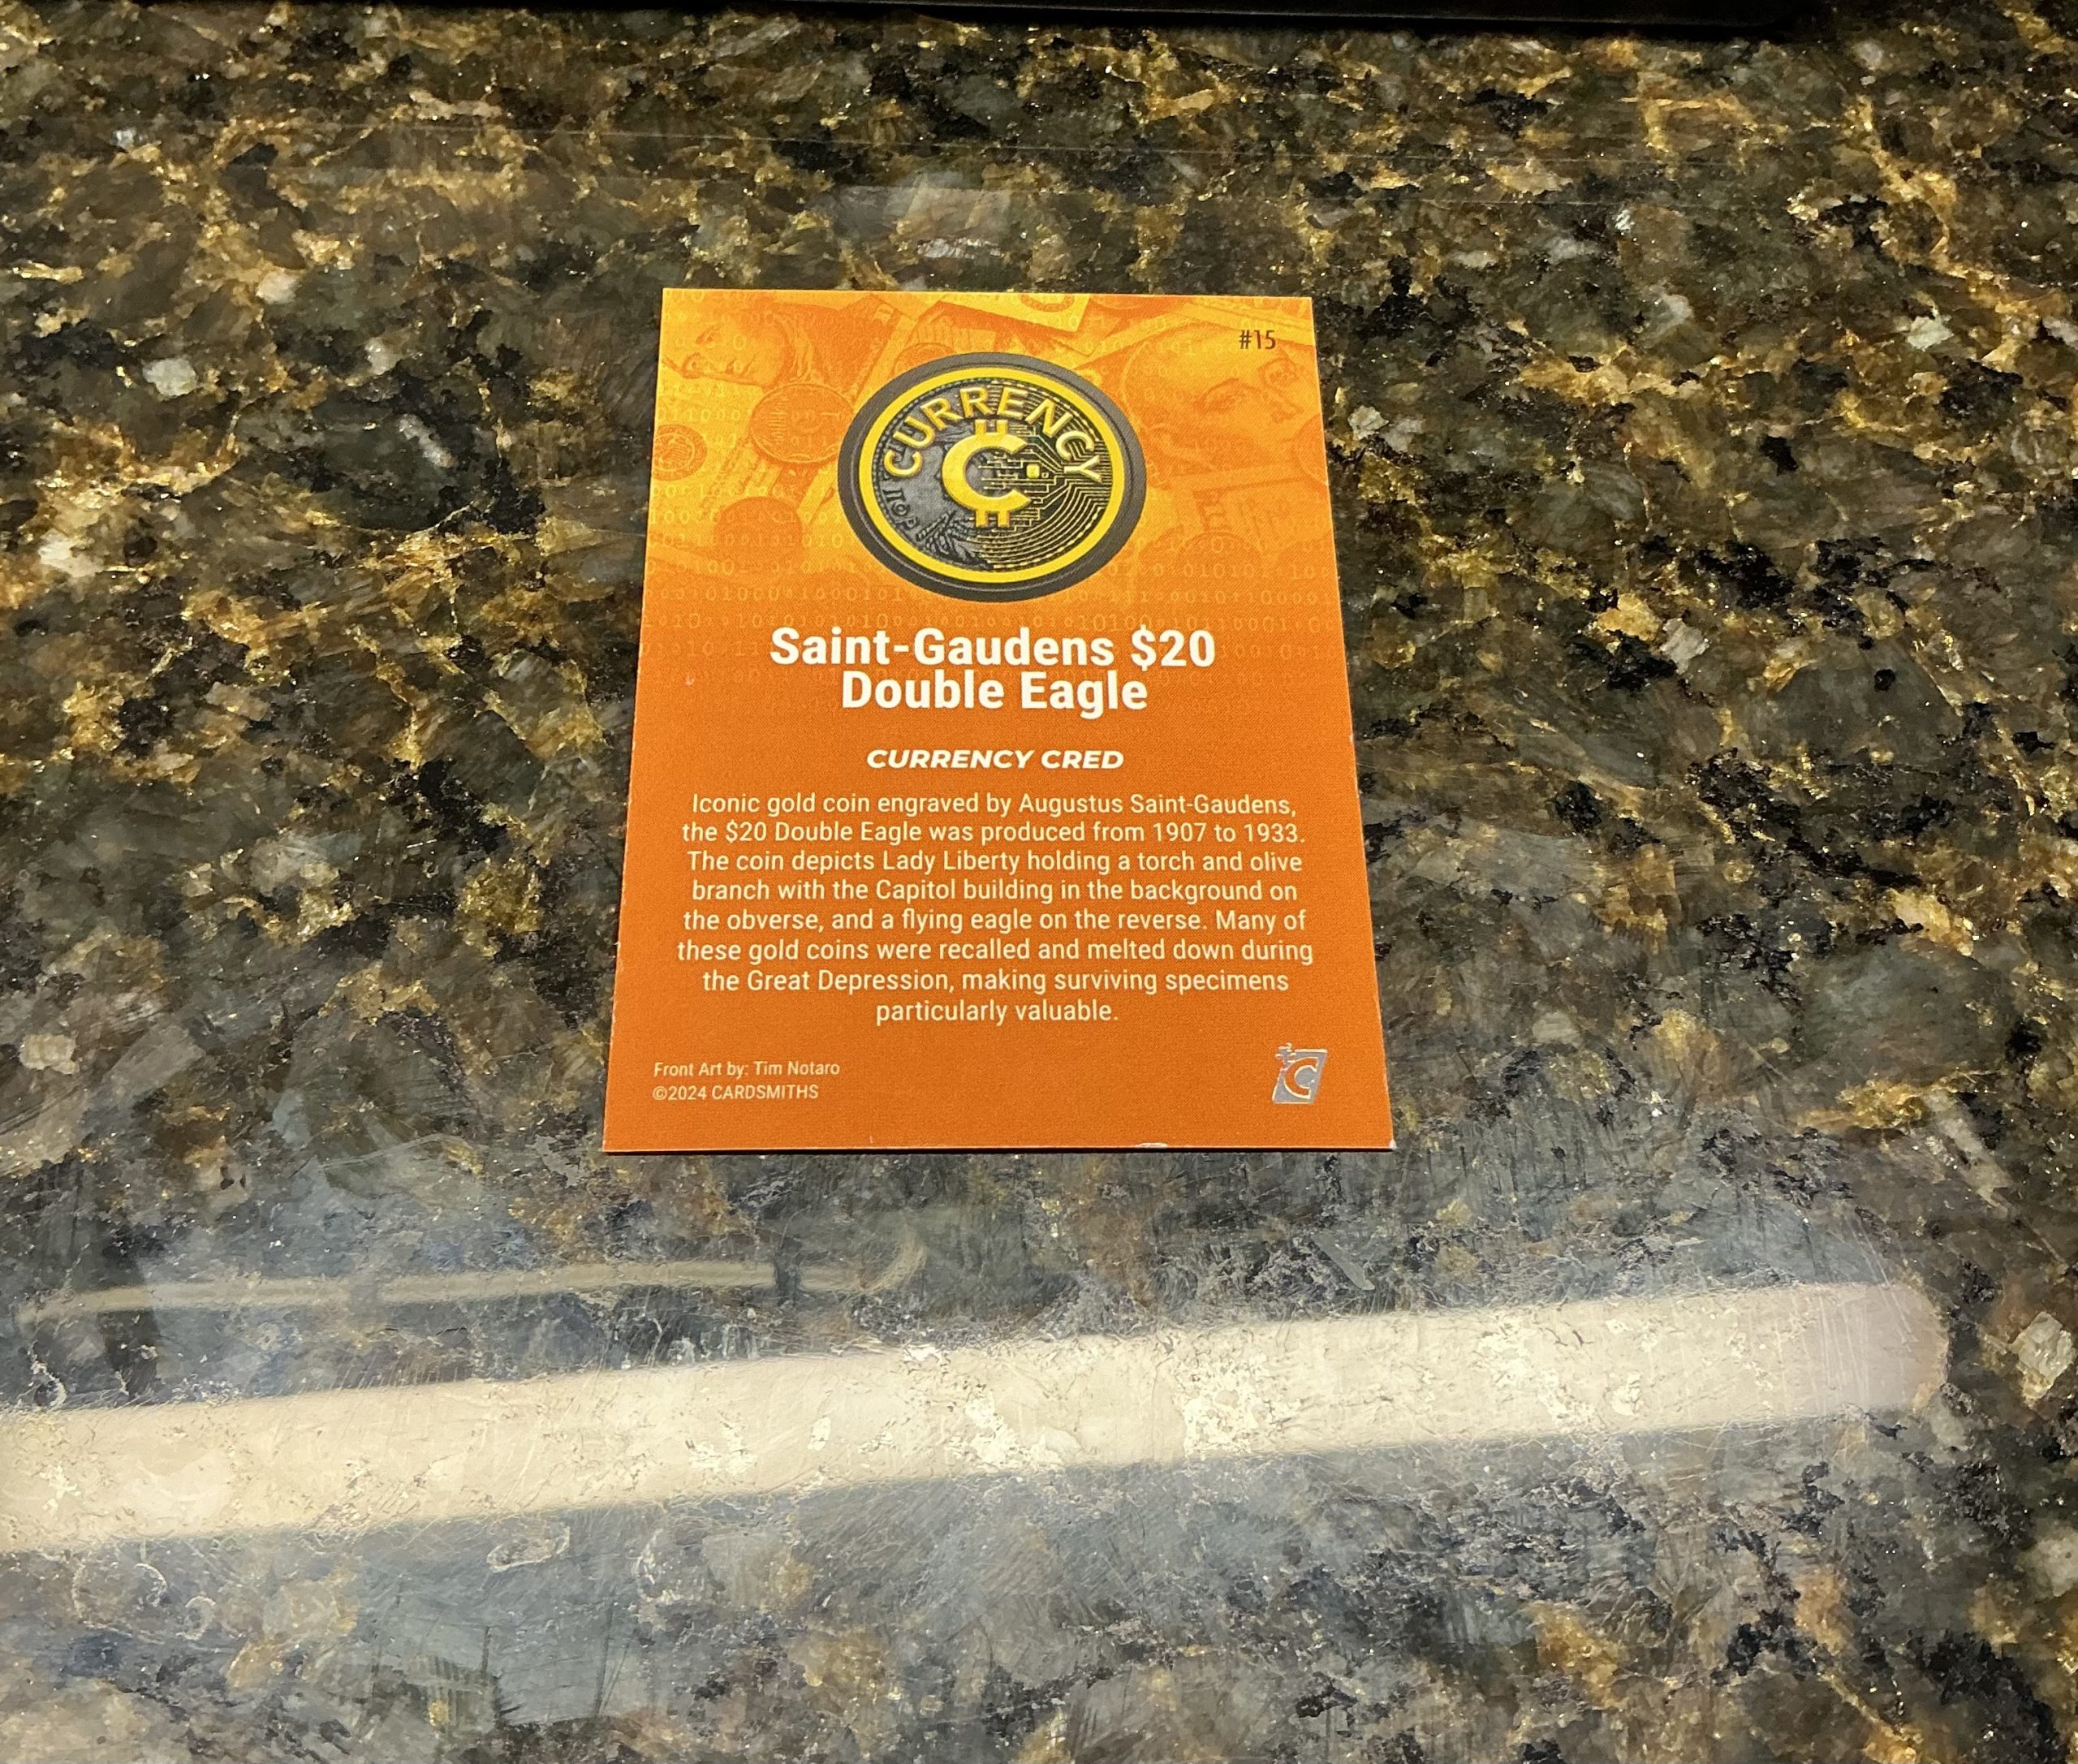 #15
CURRENCY
Saint-Gaudens $20
Double Eagle
CURRENCY CRED
Iconic gold coin engraved by Augustus Saint-Gaudens,
the $20 Double Eagle was produced from 1907 to 1933.
The coin depicts Lady Liberty holding a torch and olive
branch with the Capitol building in the background on
the obverse, and a flying eagle on the reverse. Many of
these gold coins were recalled and melted down during
the Great Depression, making surviving specimens
particularly valuable.
Front Art by: Tim Notaro
©2024 CARDSMITHS